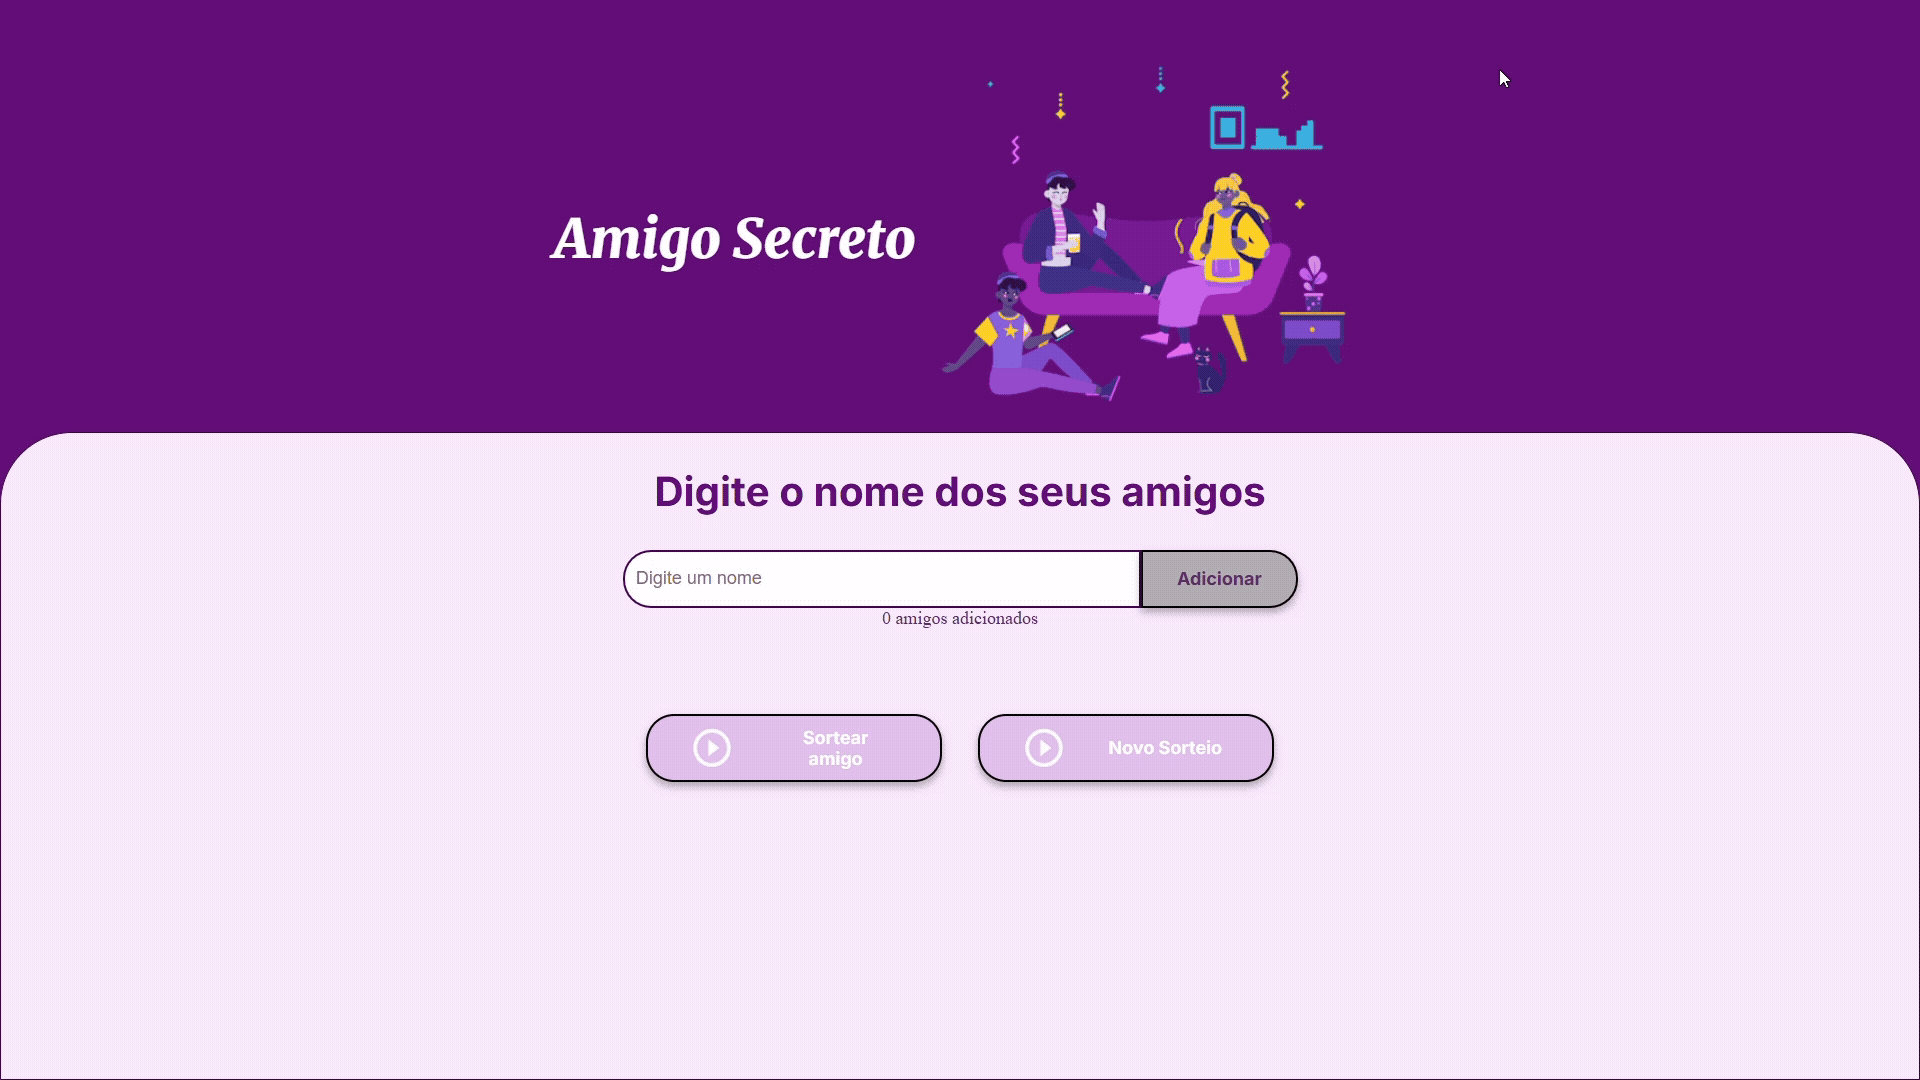 Amigo Secreto
Digite o nome dos seus amigos
Digite um nome
Adicionar
0 amigos adicionados
Sortear
amigo
Novo Sorteio